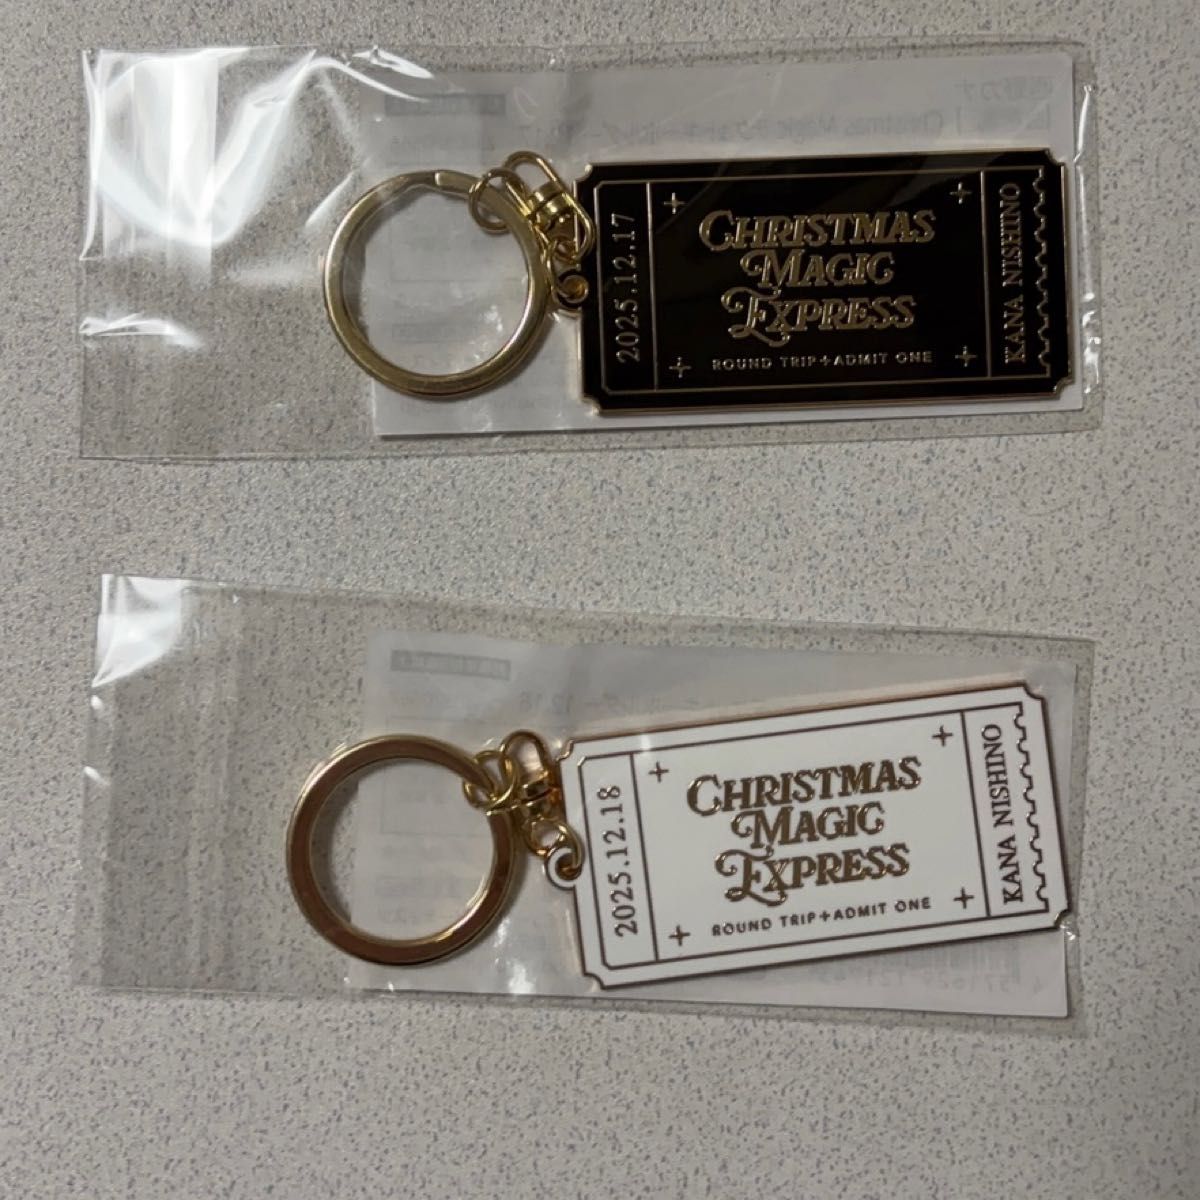 2025.12.17
CHRISTMAS
MAGIC
EXPRESS
ROUND TRIP+ADMIT ONE
KANA NISHINO
2025.12.18
CHRISTMAS
MAGIC
EXPRESS
ROUND TRIP+ADMIT ONE
KANA NISHINO